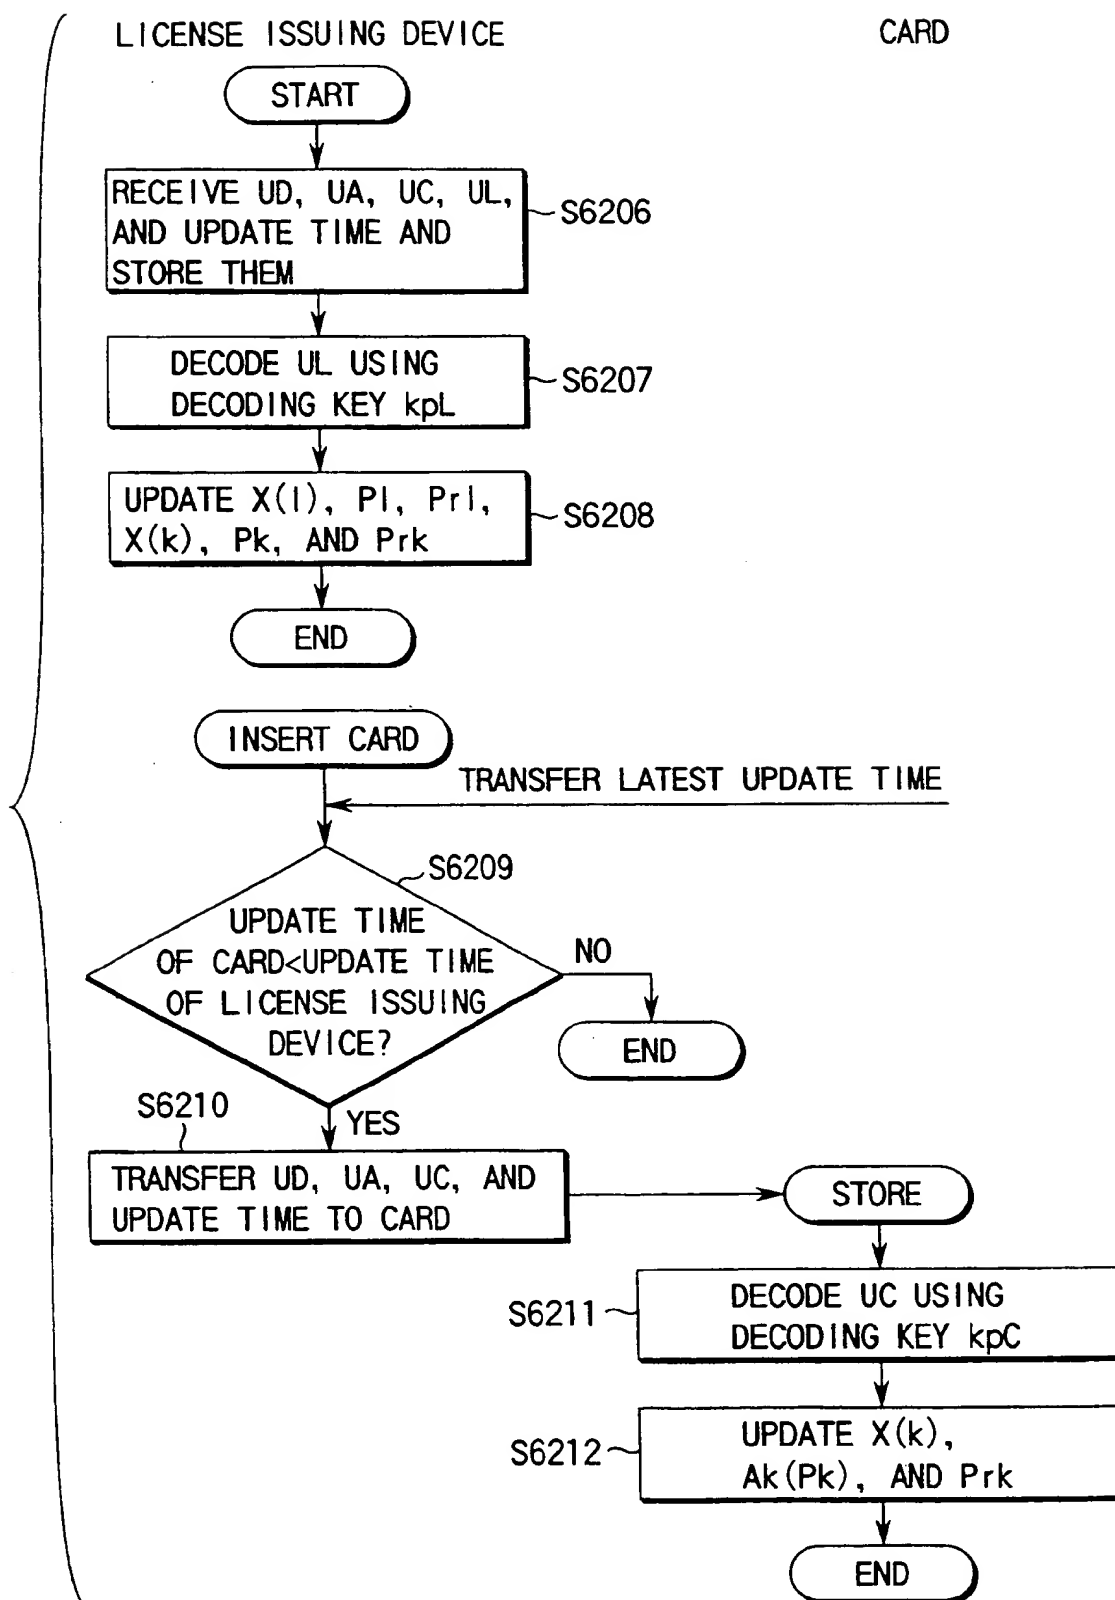 LICENSE ISSUING DEVICE
CARD
START
RECEIVE UD, UA, UC, UL,
AND UPDATE TIME AND
STORE THEM
S6206
DECODE UL USING
DECODING KEY kpL
S6207
UPDATE X(l), Pl, Prl,
X(k), Pk, AND Prk
S6208
END
INSERT CARD
TRANSFER LATEST UPDATE TIME
S6209
UPDATE TIME
OF CARD<UPDATE TIME
OF LICENSE ISSUING
DEVICE?
NO
END
YES
S6210
TRANSFER UD, UA, UC, AND
UPDATE TIME TO CARD
STORE
S6211
DECODE UC USING
DECODING KEY kpC
S6212
UPDATE X(k),
Ak(Pk), AND Prk
END